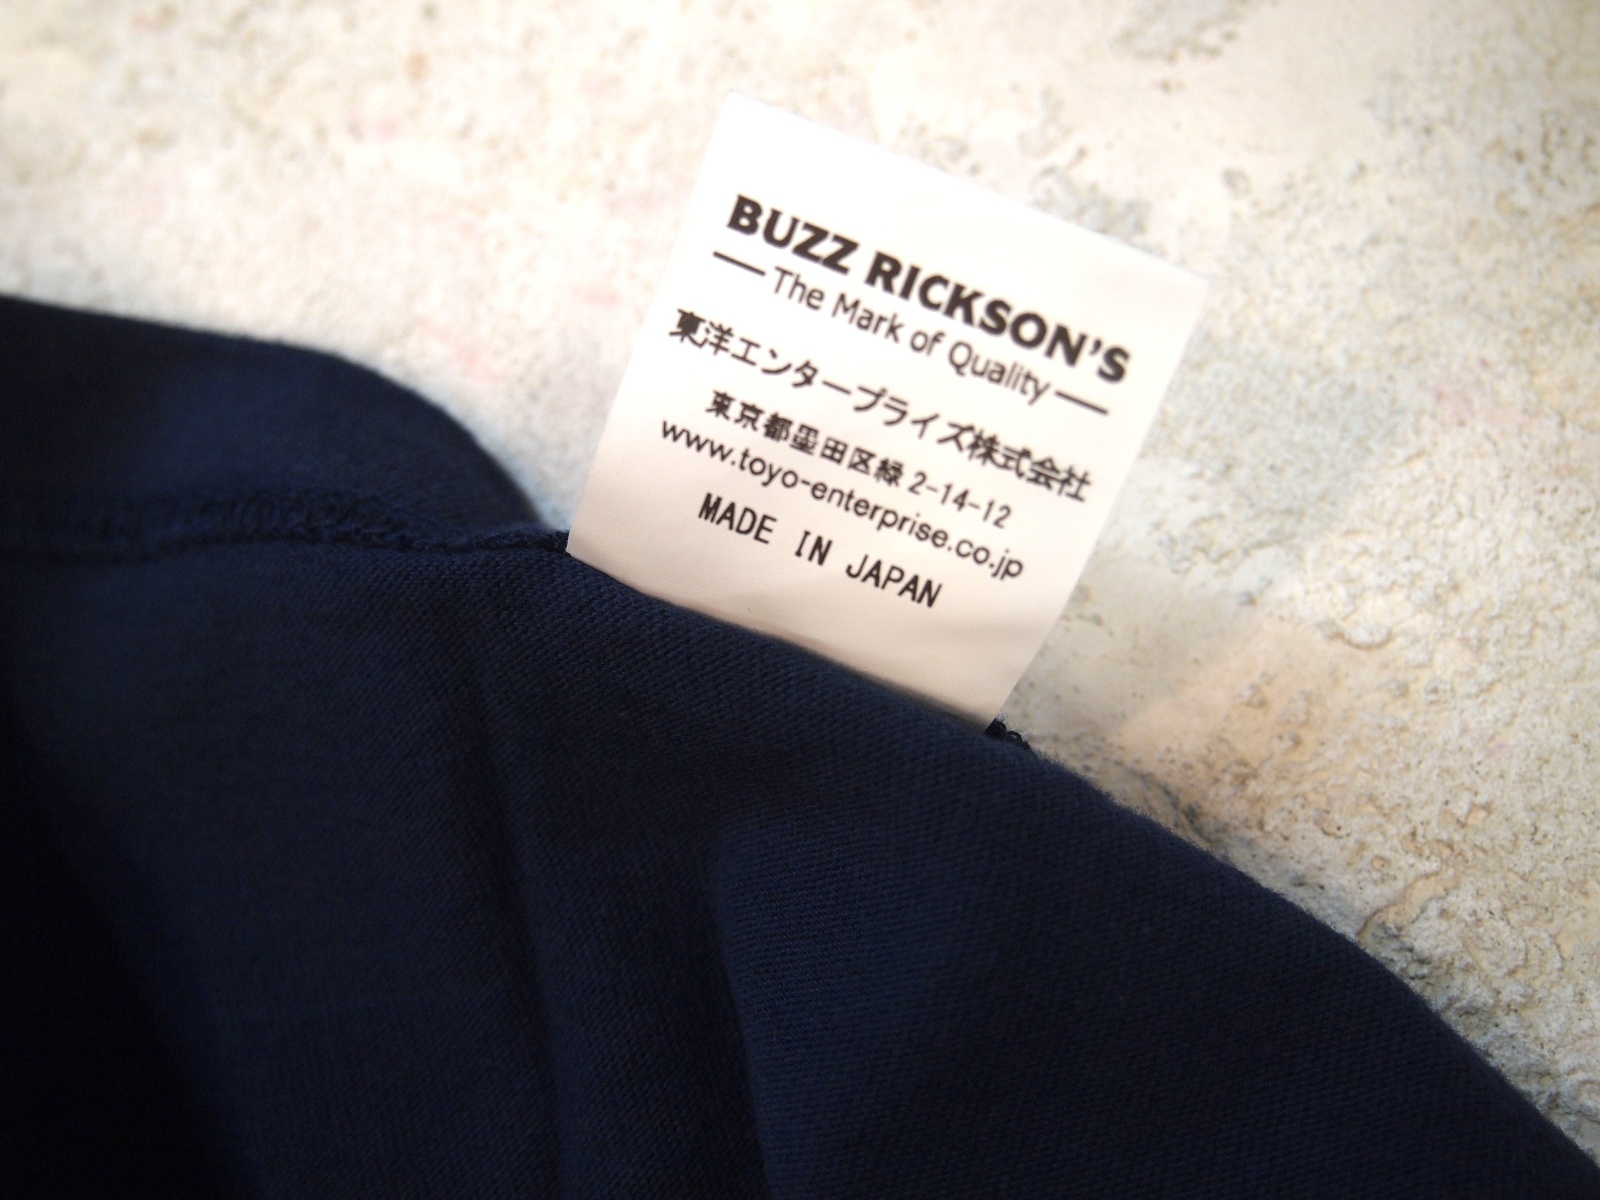 BUZZ RICKSON'S
The Mark of Quality
東洋エンタープライズ株式会社
東京都墨田区緑 2-14-12
www.toyo-enterprise.co.jp
MADE IN JAPAN